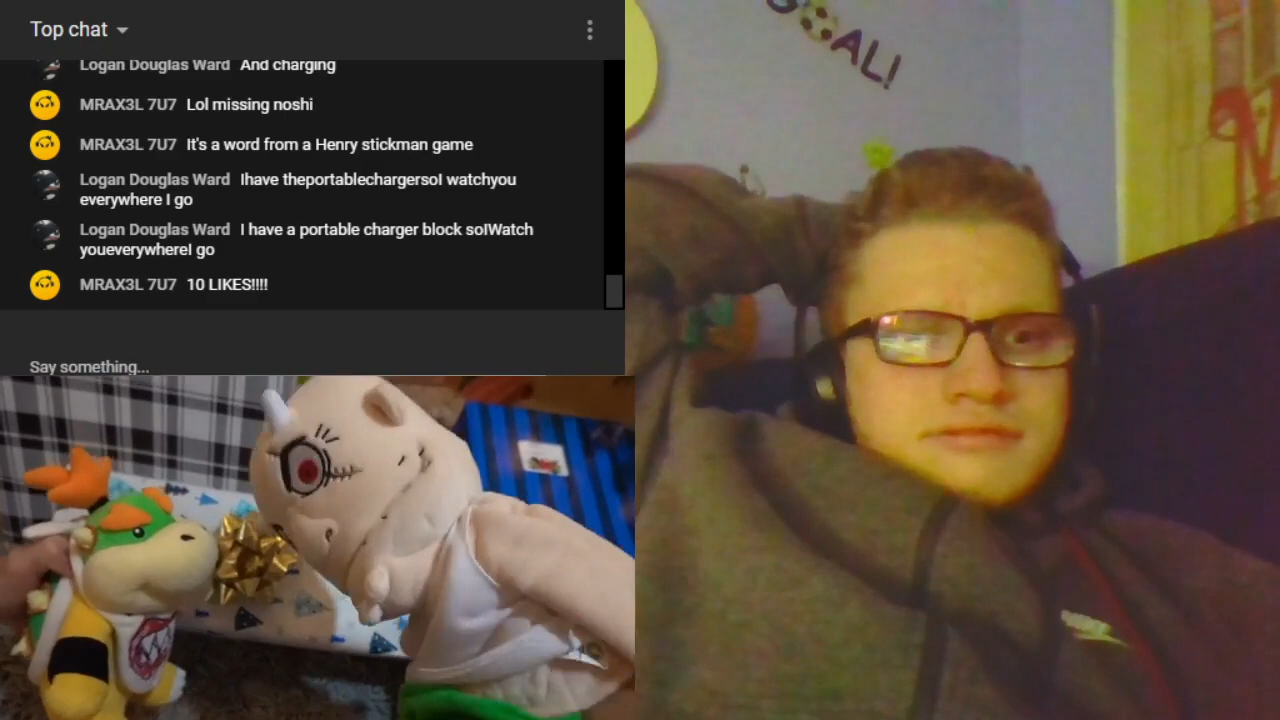 Top chat
Logan Douglas Ward And charging
MRAX3L 7U7 Lol missing noshi
MRAX3L 7U7 It's a word from a Henry stickman game
Logan Douglas Ward Ihave theportablechargersoI watchyou
everywhere I go
Logan Douglas Ward I have a portable charger block soIWatch
youeverywhereI go
MRAX3L 7U7 10 LIKES!!!!
Say something...
GOAL!